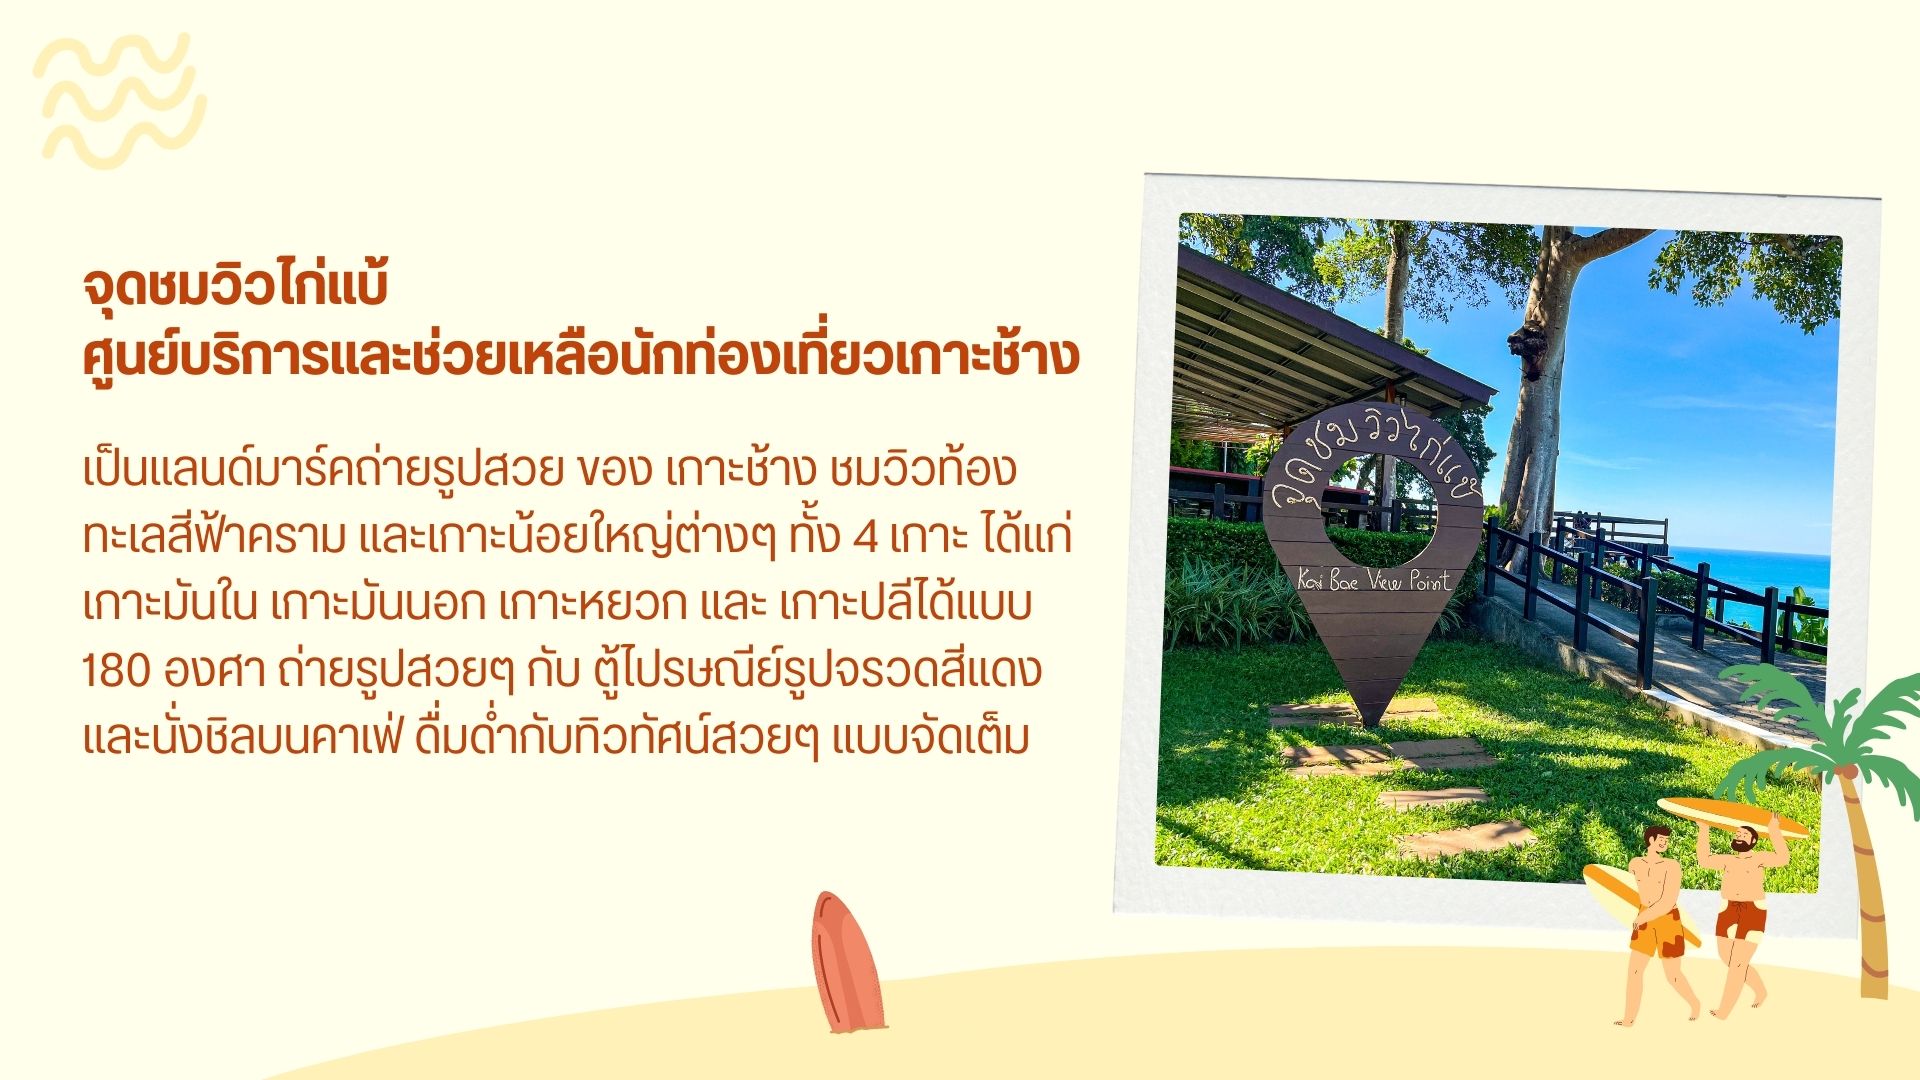 จุดชมวิวไก่แบ้
ศูนย์บริการและช่วยเหลือนักท่องเที่ยวเกาะช้าง
เป็นแลนด์มาร์คถ่ายรูปสวย ของ เกาะช้าง ชมวิวท้อง
ทะเลสีฟ้าคราม และเกาะน้อยใหญ่ต่างๆ ทั้ง 4 เกาะ ได้แก่
เกาะมันใน เกาะมันนอก เกาะหยวก และ เกาะปลีได้แบบ
180 องศา ถ่ายรูปสวยๆ กับ ตู้ไปรษณีย์รูปจรวดสีแดง
และนั่งชิลบนคาเฟ่ ดื่มด่ำกับทิวทัศน์สวยๆ แบบจัดเต็ม
จุดชมวิวไก่แบ้
Kai Bae View Point